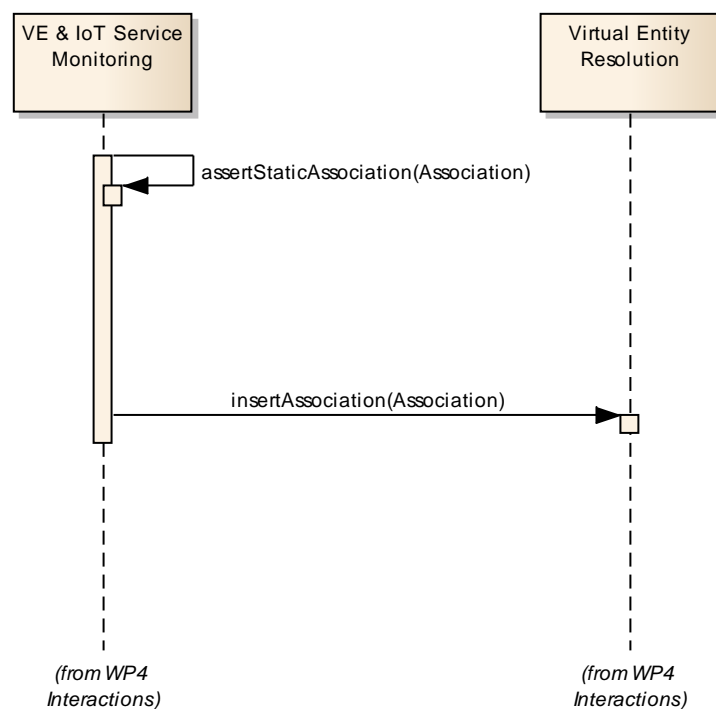 VE & IoT Service
Monitoring
Virtual Entity
Resolution
assertStaticAssociation(Association)
insertAssociation(Association)
(from WP4
Interactions)
(from WP4
Interactions)